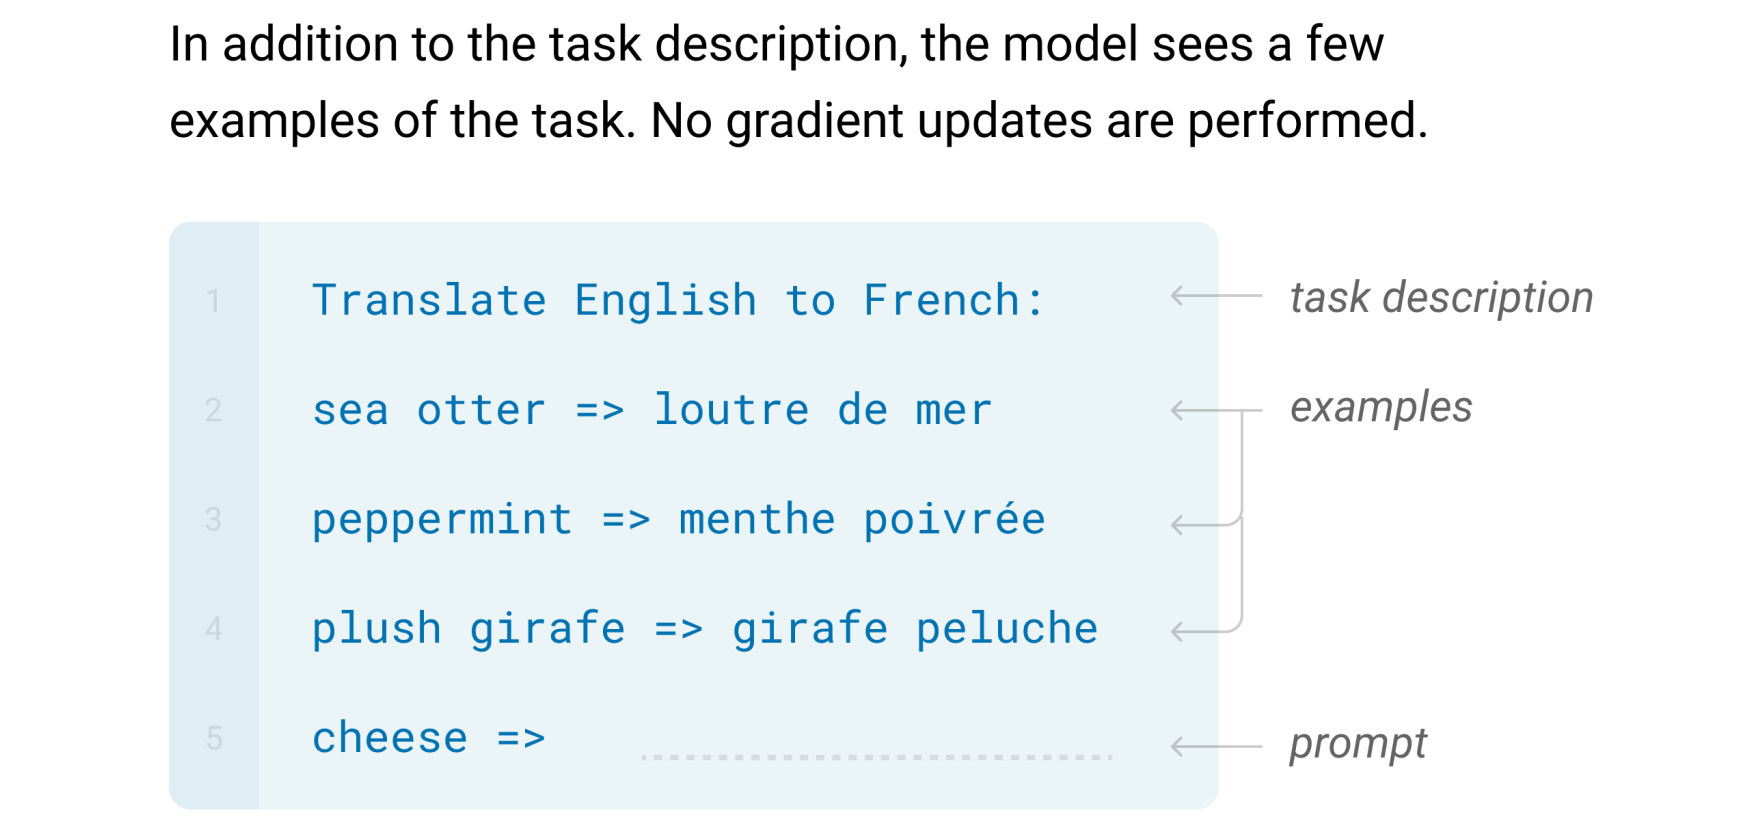 In addition to the task description, the model sees a few
examples of the task. No gradient updates are performed.
1 Translate English to French: task description
2 sea otter => loutre de mer examples
3 peppermint => menthe poivrée
4 plush girafe => girafe peluche
5 cheese => prompt